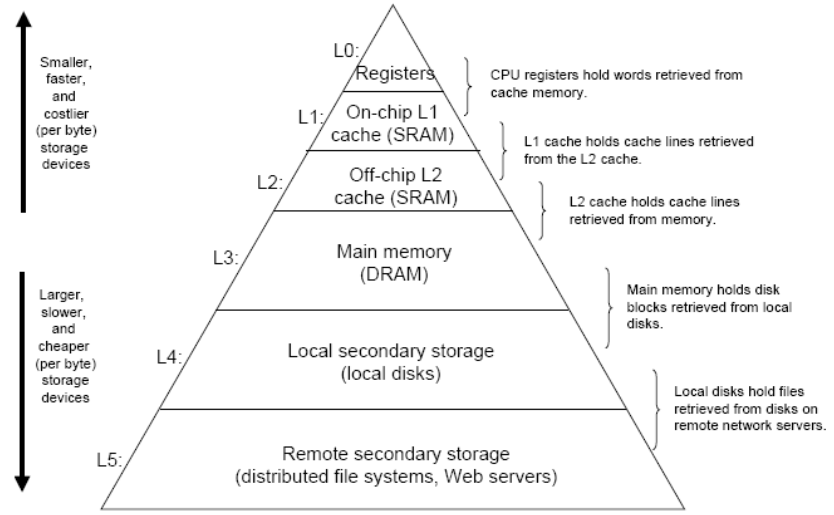 Smaller,
faster,
and
costlier
(per byte)
storage
devices
Larger,
slower,
and
cheaper
(per byte)
storage
devices
L0:
Registers
CPU registers hold words retrieved from
cache memory.
L1:
On-chip L1
cache (SRAM)
L1 cache holds cache lines retrieved
from the L2 cache.
L2:
Off-chip L2
cache (SRAM)
L2 cache holds cache lines
retrieved from memory.
L3:
Main memory
(DRAM)
Main memory holds disk
blocks retrieved from local
disks.
L4:
Local secondary storage
(local disks)
Local disks hold files
retrieved from disks on
remote network servers.
L5:
Remote secondary storage
(distributed file systems, Web servers)